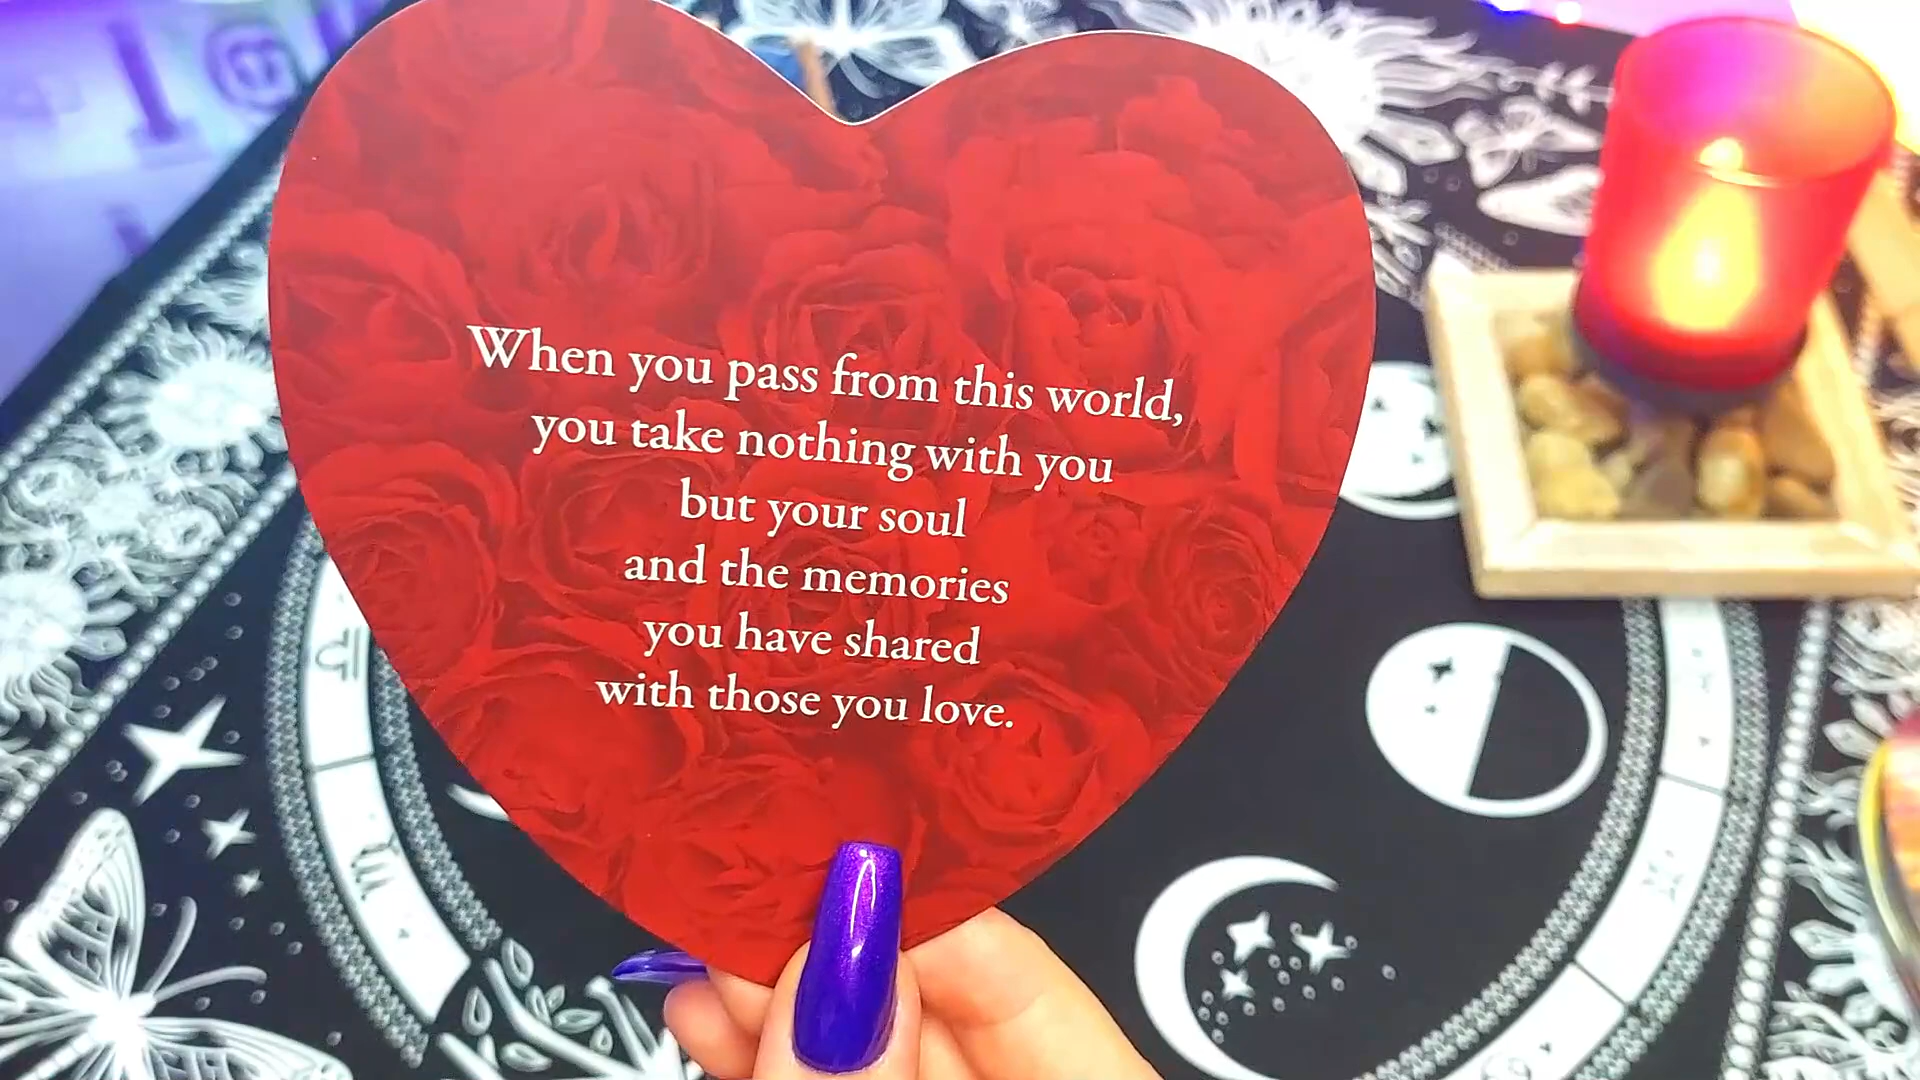 When you pass from this world,
you take nothing with you
but your soul
and the memories
you have shared
with those you love.